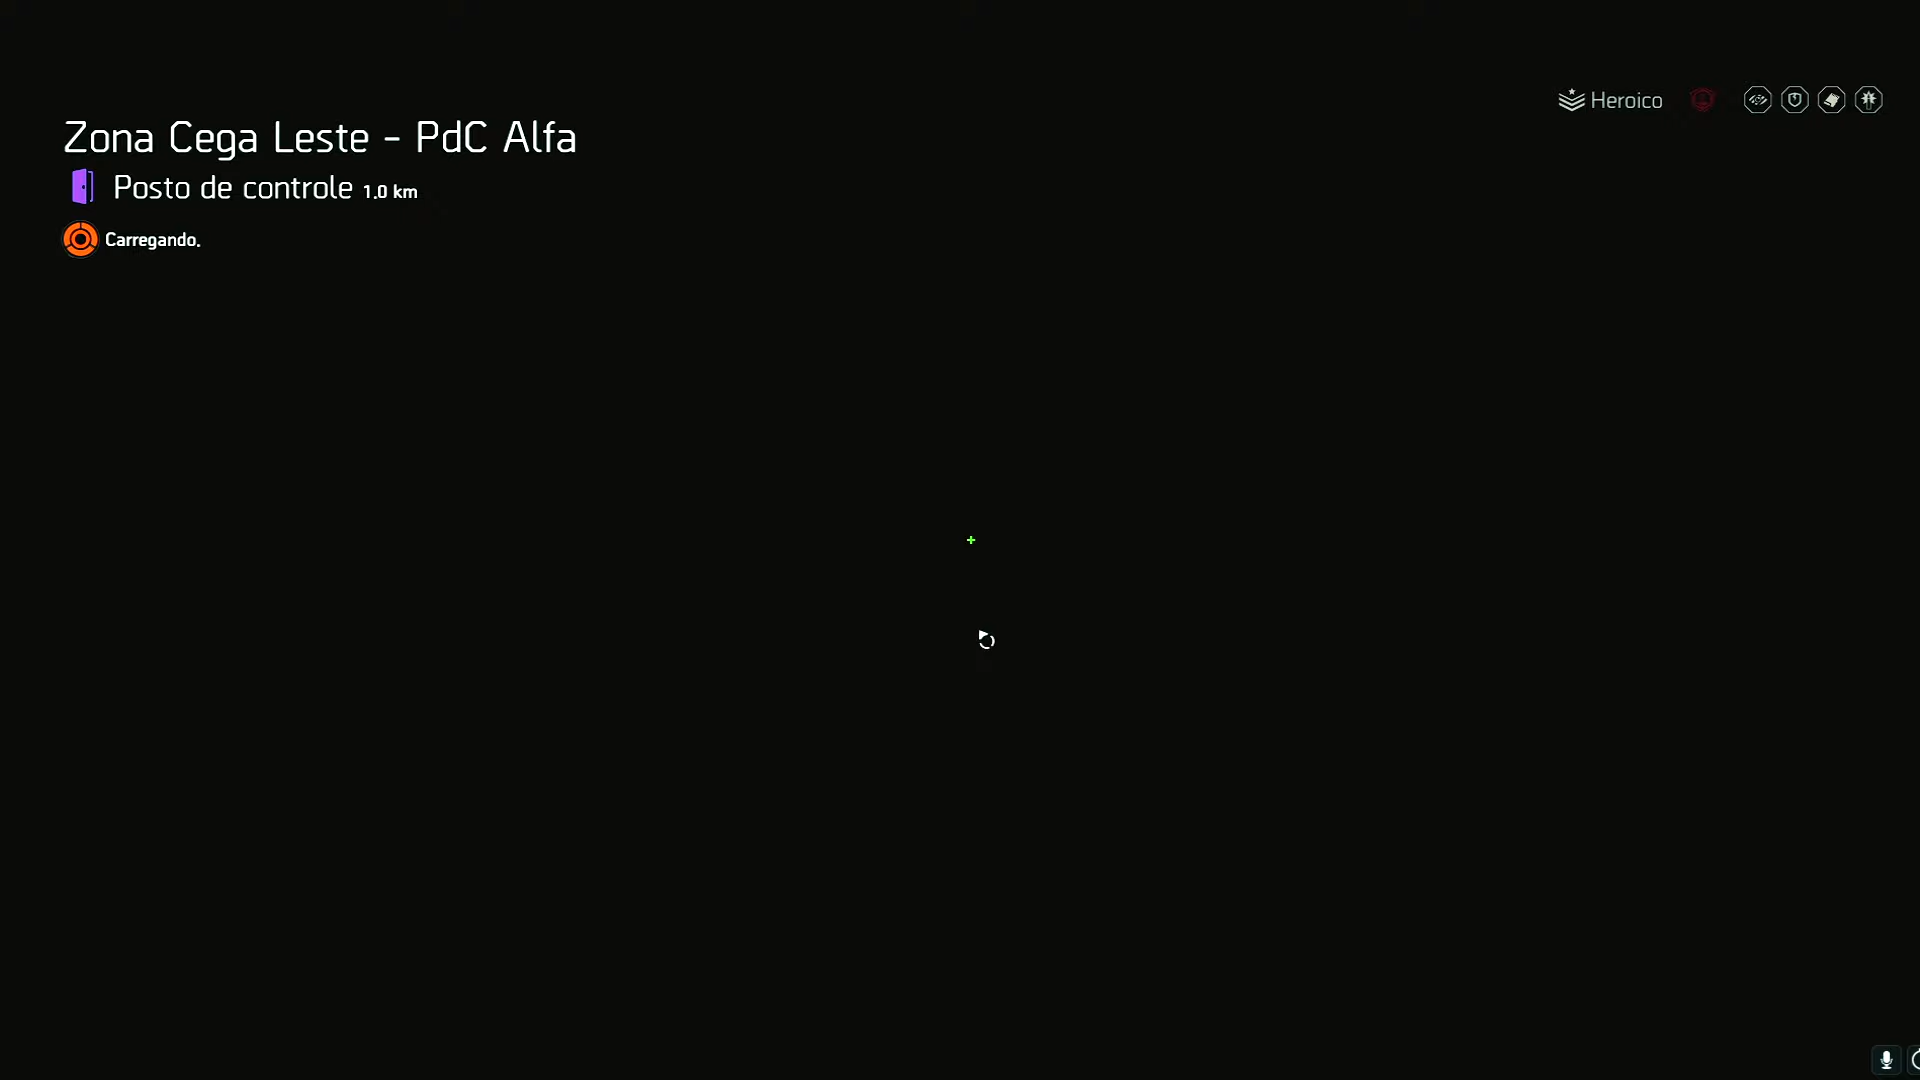 Heroico
Zona Cega Leste - PdC Alfa
Posto de controle 1.0 km
Carregando.